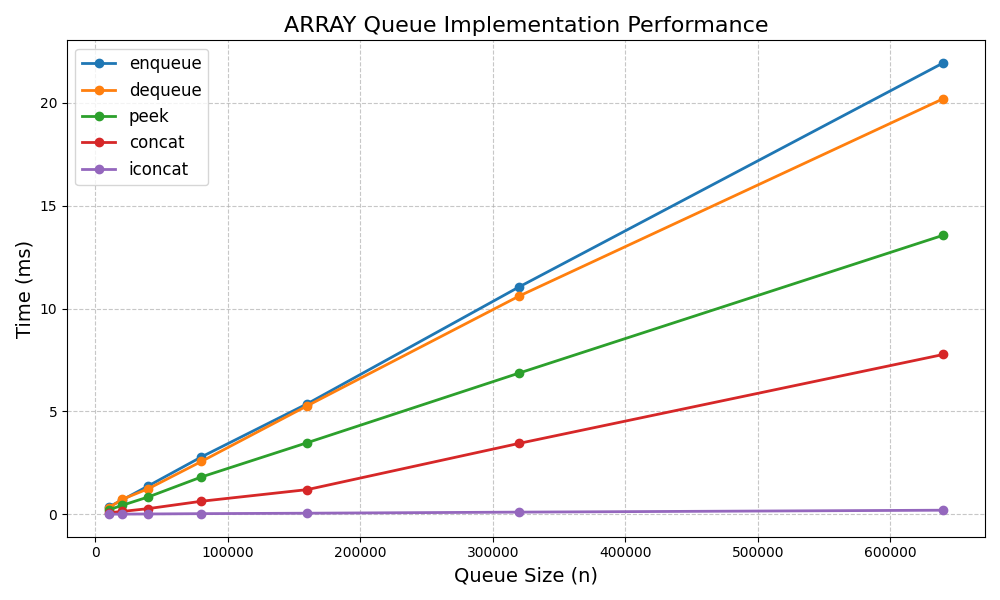 ARRAY Queue Implementation Performance
enqueue
dequeue
peek
concat
iconcat
Time (ms)
20
15
10
5
0
0 100000 200000 300000 400000 500000 600000
Queue Size (n)